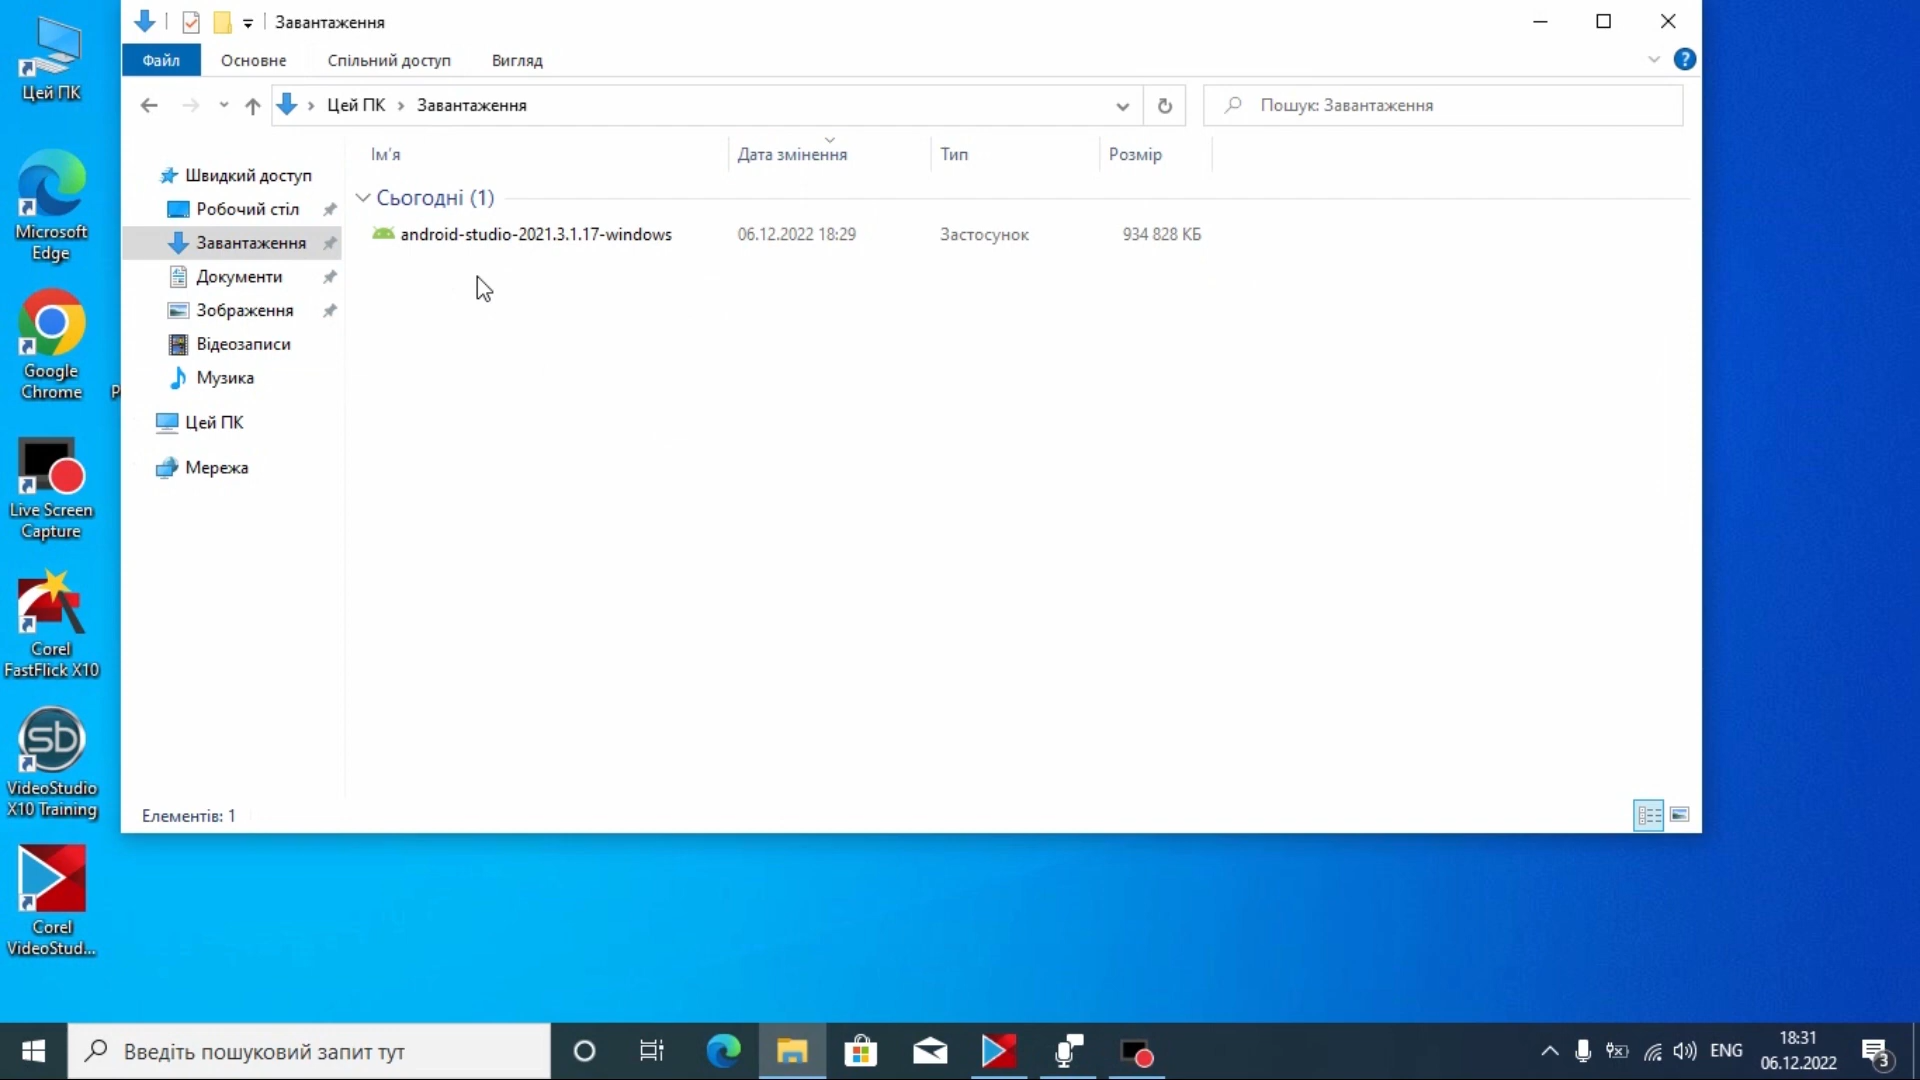 Завантаження
Файл
Основне
Спільний доступ
Вигляд
Цей ПК
Завантаження
Пошук: Завантаження
Ім'я
Дата змінення
Тип
Розмір
Швидкий доступ
Робочий стіл
Завантаження
Документи
Зображення
Відеозаписи
Музика
Цей ПК
Мережа
Сьогодні (1)
android-studio-2021.3.1.17-windows
06.12.2022 18:29
Застосунок
934 828 КБ
Елементів: 1
Цей ПК
Microsoft
Edge
Google
Chrome
P
Live Screen
Capture
Corel
FastFlick X10
sb
VideoStudio
X10 Training
Corel
VideoStud...
Введіть пошуковий запит тут
ENG
18:31
06.12.2022
3